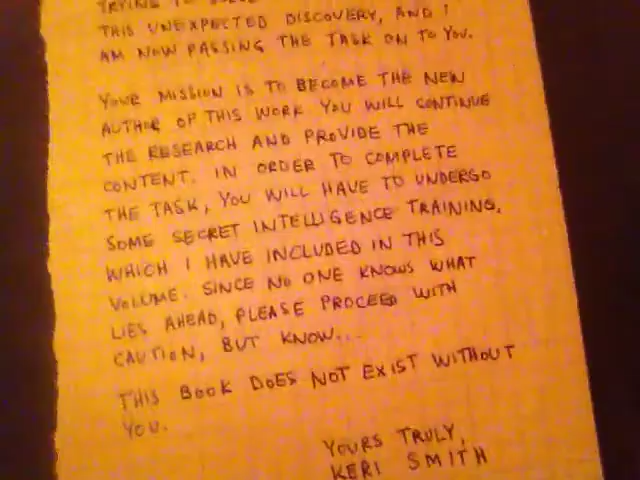 TRYING TO
THIS UNEXPECTED DISCOVERY, AND I
AM NOW PASSING THE TASK ON TO YOU.
YOUR MISSION IS TO BECOME THE NEW
AUTHOR OF THIS WORK. YOU WILL CONTINUE
THE RESEARCH AND PROVIDE THE
CONTENT. IN ORDER TO COMPLETE
THE TASK, YOU WILL HAVE TO UNDERGO
SOME SECRET INTELLIGENCE TRAINING,
WHICH I HAVE INCLUDED IN THIS
VOLUME. SINCE NO ONE KNOWS WHAT
LIES AHEAD, PLEASE PROCEED WITH
CAUTION, BUT KNOW...
THIS BOOK DOES NOT EXIST WITHOUT
YOU.
YOURS TRULY,
KERI SMITH